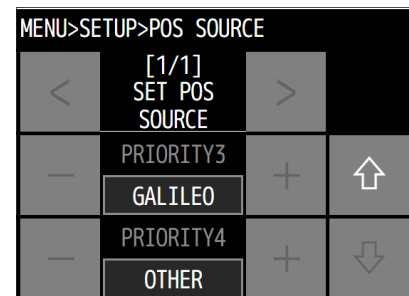 MENU>SETUP>POS SOURCE
[1/1]
< SET POS >
SOURCE
PRIORITY3
— GALILEO +
PRIORITY4
— OTHER +